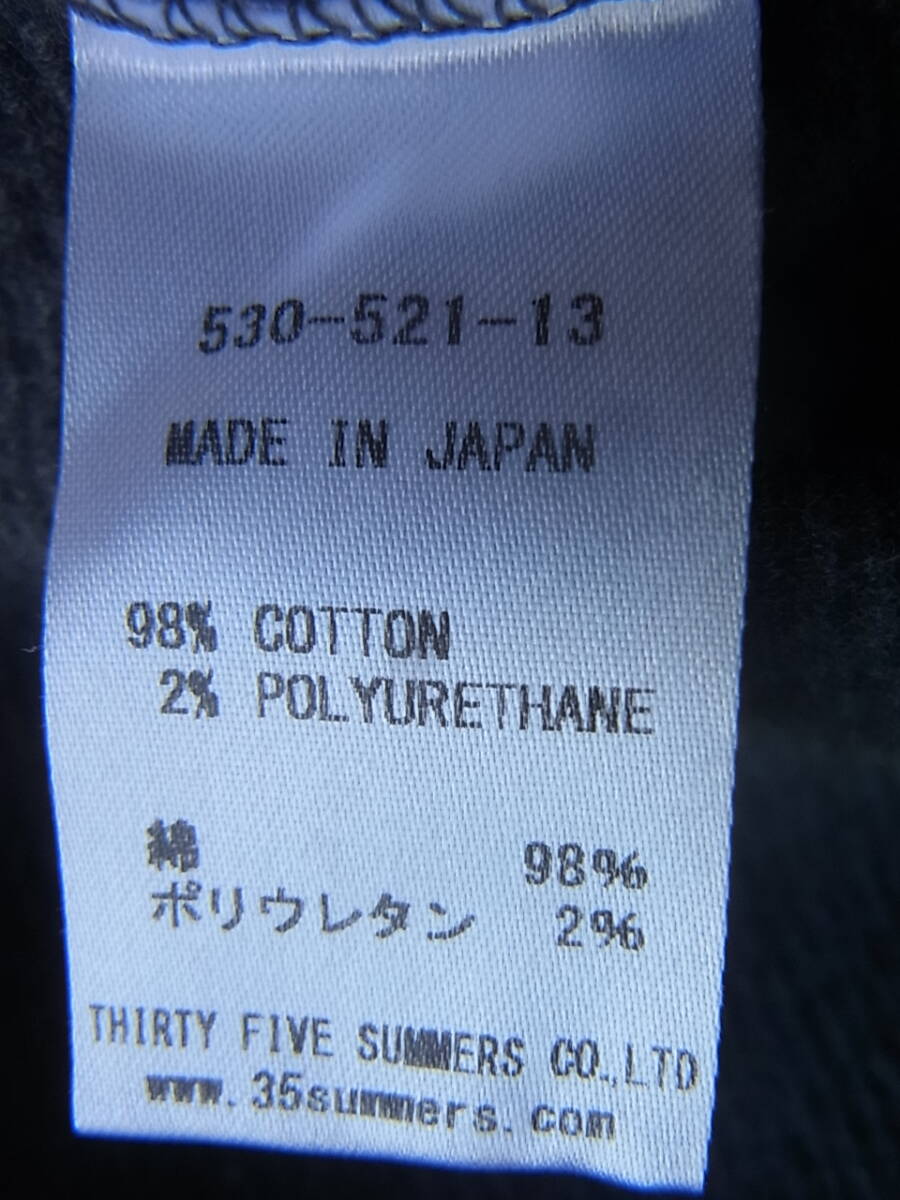 530-521-13
MADE IN JAPAN
98% COTTON
2% POLYURETHANE
綿 98%
ポリウレタン 2%
THIRTY FIVE SUMMERS CO.,LTD
www.35summers.com